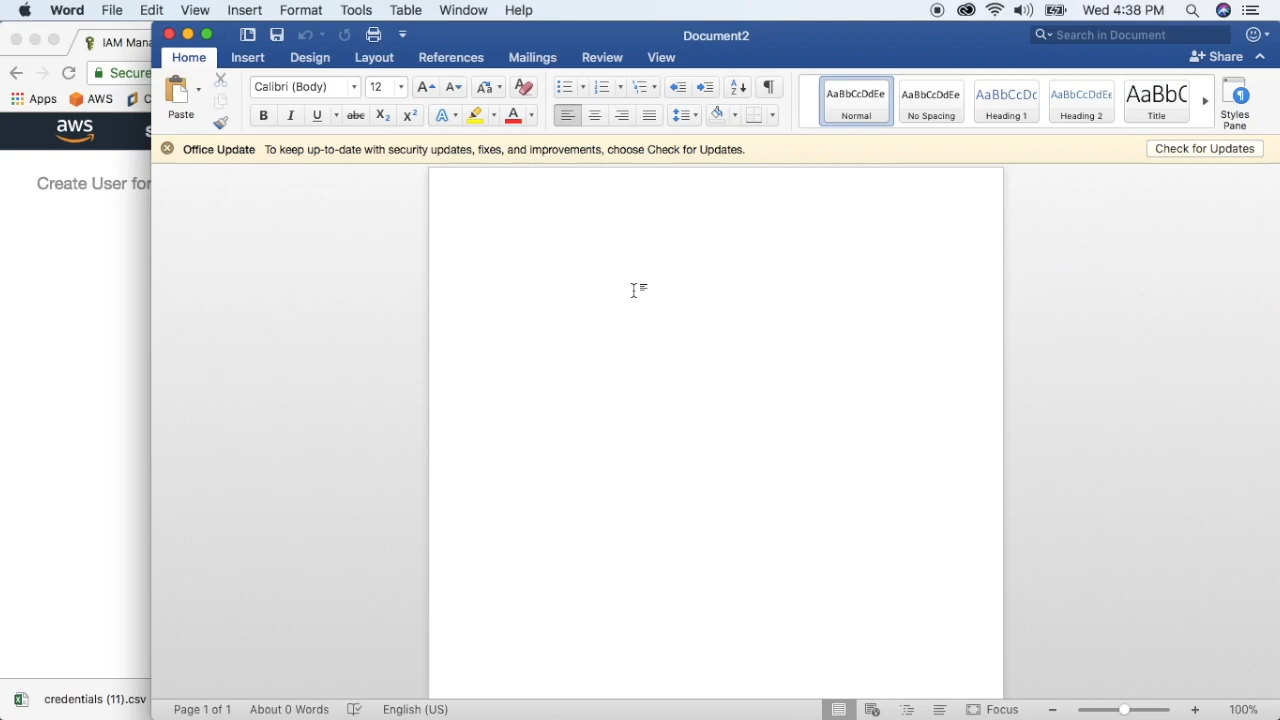 Word File Edit View Insert Format Tools Table Window Help Wed 4:38 PM
Document2 Search in Document
IAM Mana
Home Insert Design Layout References Mailings Review View Share
Secure
Apps AWS
Paste Calibri (Body) 12 AaBbCcDdEe Normal AaBbCcDdEe No Spacing AaBbCcDc Heading 1 AaBbCcDdEe Heading 2 AaBbC Title Styles Pane
B I U abc X₂ X² A A
aws
Office Update To keep up-to-date with security updates, fixes, and improvements, choose Check for Updates. Check for Updates
Create User for
credentials (11).csv
Page 1 of 1 About 0 Words English (US) Focus 100%